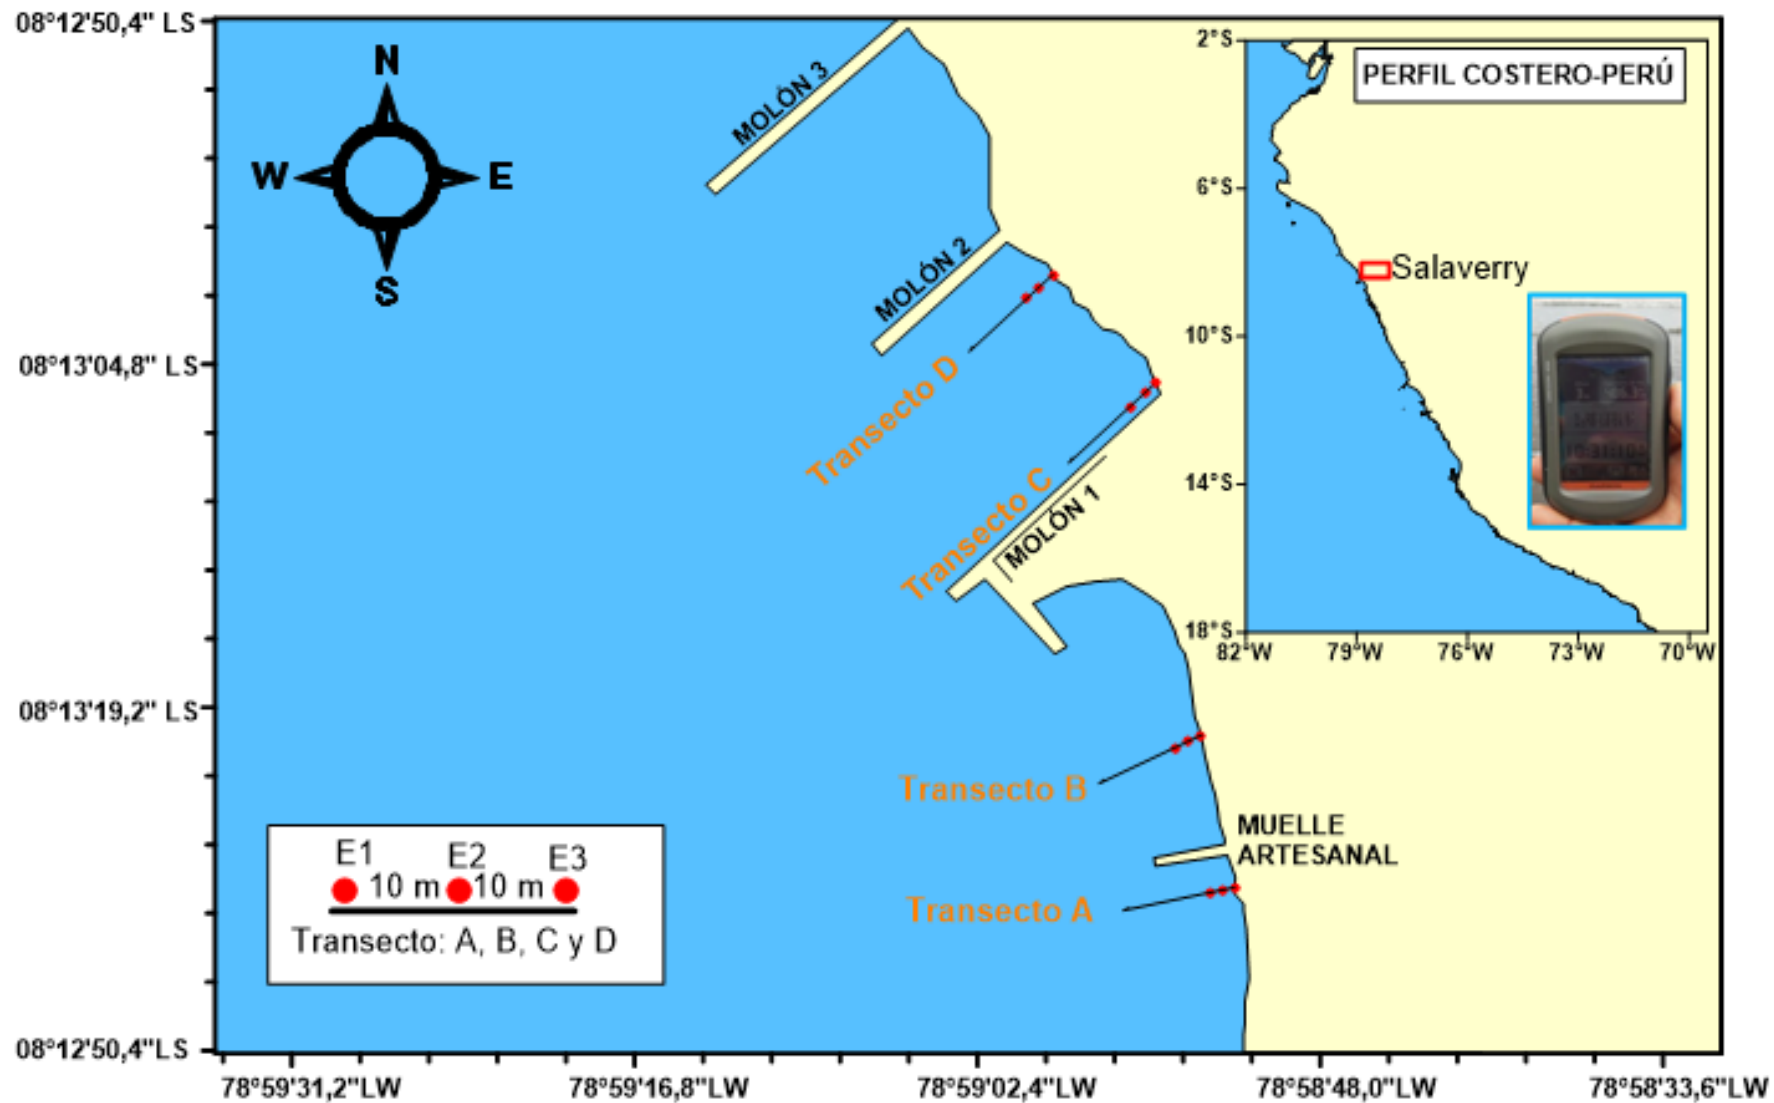 08°12'50,4" LS
08°13'04,8" LS
08°13'19,2" LS
08°12'50,4"LS
78°59'31,2"LW
78°59'16,8"LW
78°59'02,4"LW
78°58'48,0"LW
78°58'33,6"LW
N
W
E
S
MOLÓN 3
MOLÓN 2
Transecto D
Transecto C
MOLÓN 1
Transecto B
MUELLE
ARTESANAL
Transecto A
E1
E2
E3
10 m
10 m
Transecto: A, B, C y D
PERFIL COSTERO-PERÚ
2°S
6°S
10°S
14°S
18°S
82°W
79°W
76°W
73°W
70°W
Salaverry